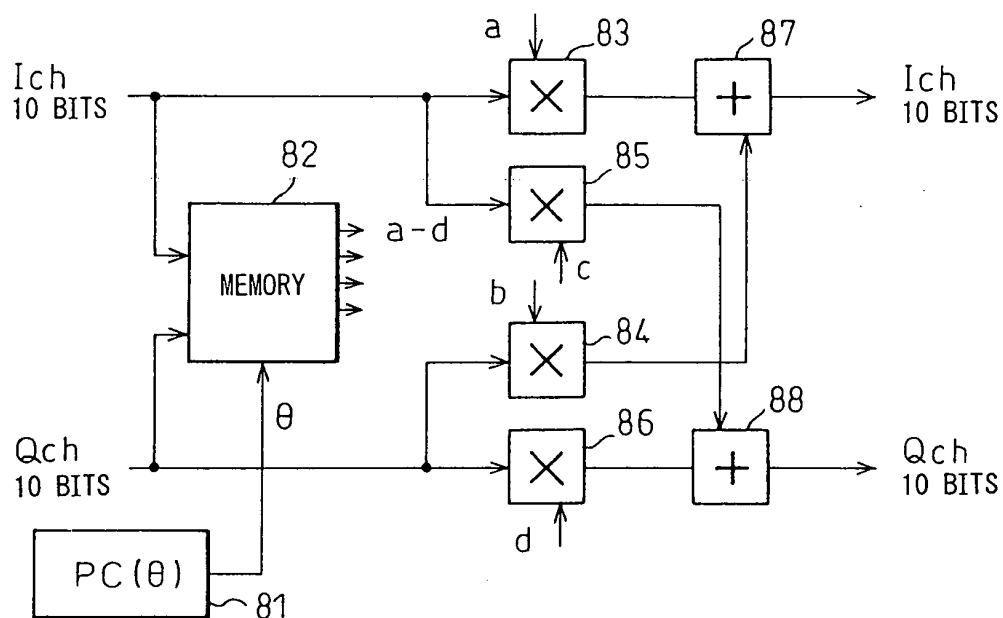 a
83
87
Ich
10 BITS
Ich
10 BITS
82
85
a-d
MEMORY
c
b
84
θ
86
88
Qch
10 BITS
Qch
10 BITS
d
PC(θ)
81